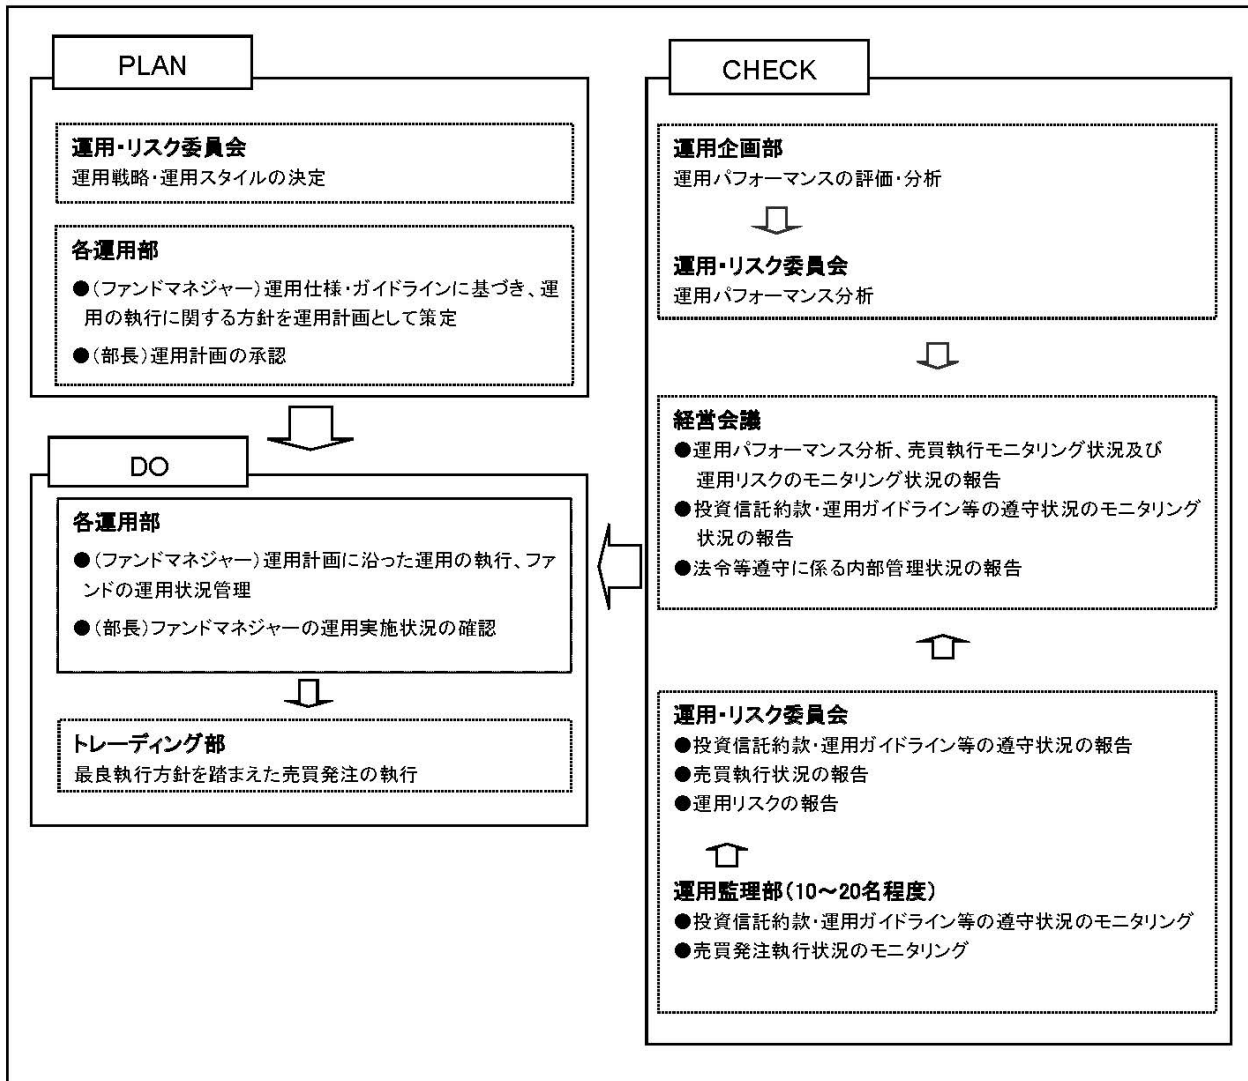 PLAN
運用・リスク委員会
運用戦略・運用スタイルの決定
各運用部
●(ファンドマネジャー)運用仕様・ガイドラインに基づき、運
用の執行に関する方針を運用計画として策定
●(部長)運用計画の承認
DO
各運用部
●(ファンドマネジャー)運用計画に沿った運用の執行、ファ
ンドの運用状況管理
●(部長)ファンドマネジャーの運用実施状況の確認
トレーディング部
最良執行方針を踏まえた売買発注の執行
CHECK
運用企画部
運用パフォーマンスの評価・分析
運用・リスク委員会
運用パフォーマンス分析
経営会議
●運用パフォーマンス分析、売買執行モニタリング状況及び
運用リスクのモニタリング状況の報告
●投資信託約款・運用ガイドライン等の遵守状況のモニタリング
状況の報告
●法令等遵守に係る内部管理状況の報告
運用・リスク委員会
●投資信託約款・運用ガイドライン等の遵守状況の報告
●売買執行状況の報告
●運用リスクの報告
運用監理部(10～20名程度)
●投資信託約款・運用ガイドライン等の遵守状況のモニタリング
●売買発注執行状況のモニタリング